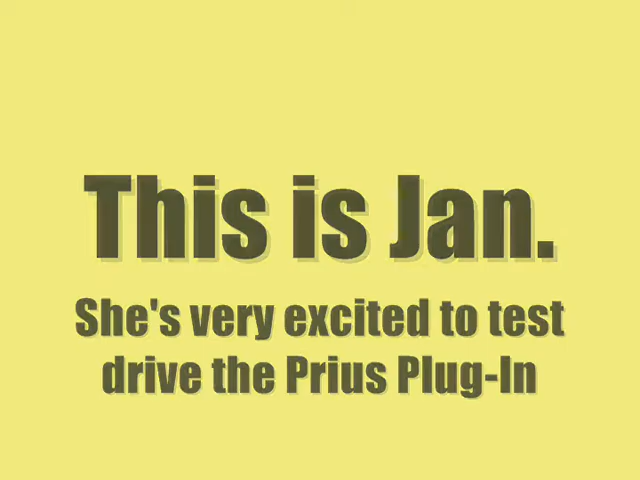 This is Jan.
She's very excited to test
drive the Prius Plug-In